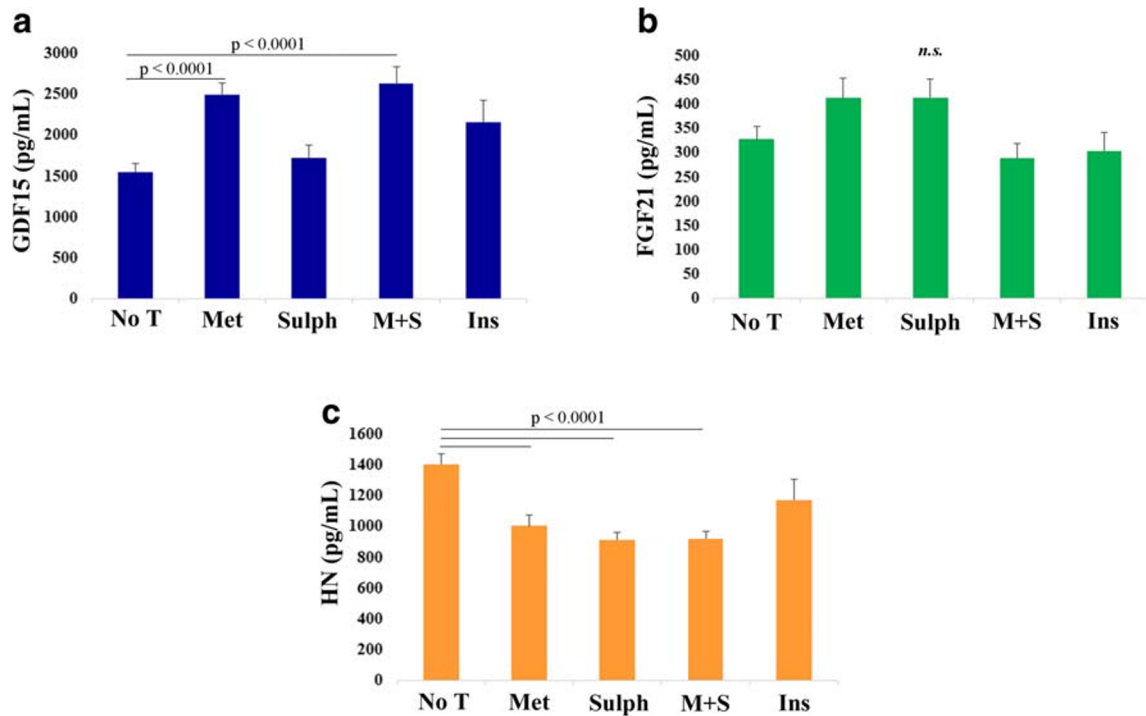 a
p < 0.0001
p < 0.0001
GDF15 (pg/mL)
3000
2500
2000
1500
1000
500
0
No T Met Sulph M+S Ins
b
n.s.
FGF21 (pg/mL)
500
450
400
350
300
250
200
150
100
50
0
No T Met Sulph M+S Ins
c
p < 0.0001
HN (pg/mL)
1600
1400
1200
1000
800
600
400
200
0
No T Met Sulph M+S Ins